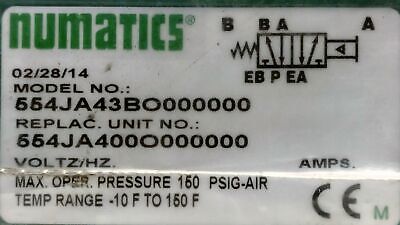 numatics®
B B A A
EB P EA
02/28/14
MODEL NO.:
554JA43BO000000
REPLAC. UNIT NO.:
554JA400O000000
VOLTZ/HZ. AMPS.
MAX. OPER. PRESSURE 150 PSIG-AIR
TEMP RANGE -10 F TO 150 F
CE M